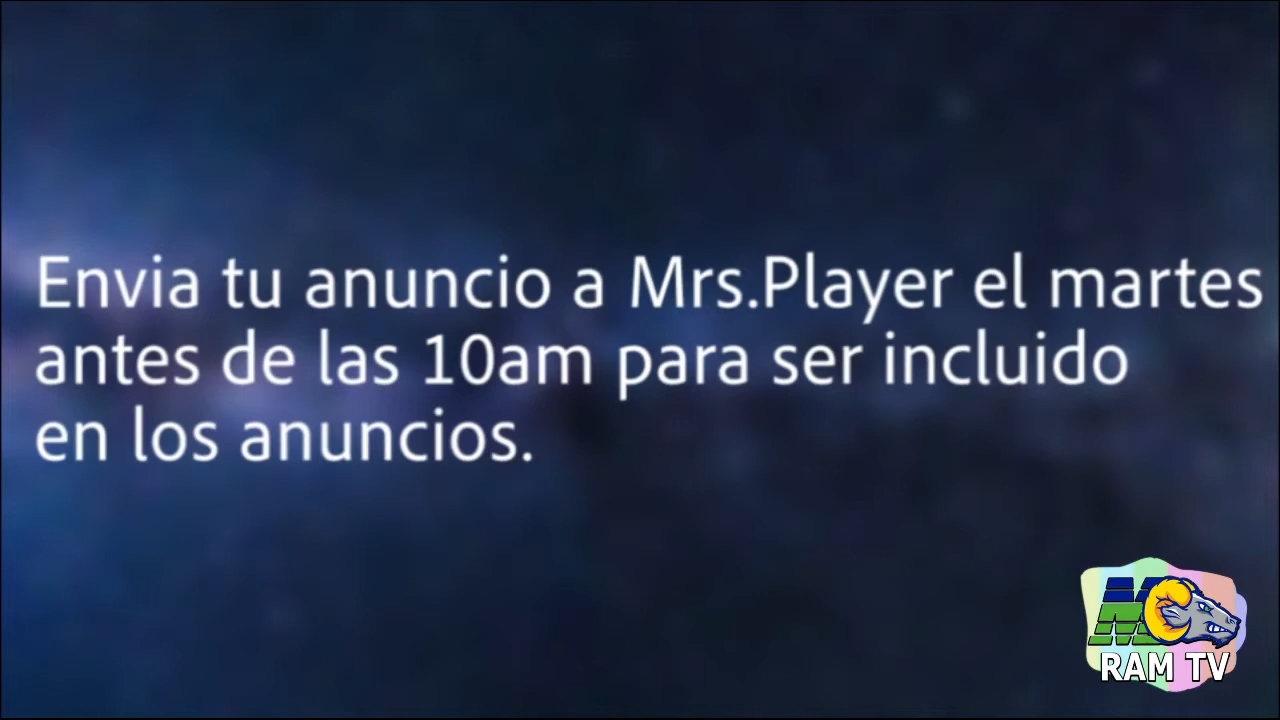 Envia tu anuncio a Mrs.Player el martes
antes de las 10am para ser incluido
en los anuncios.
RAM TV